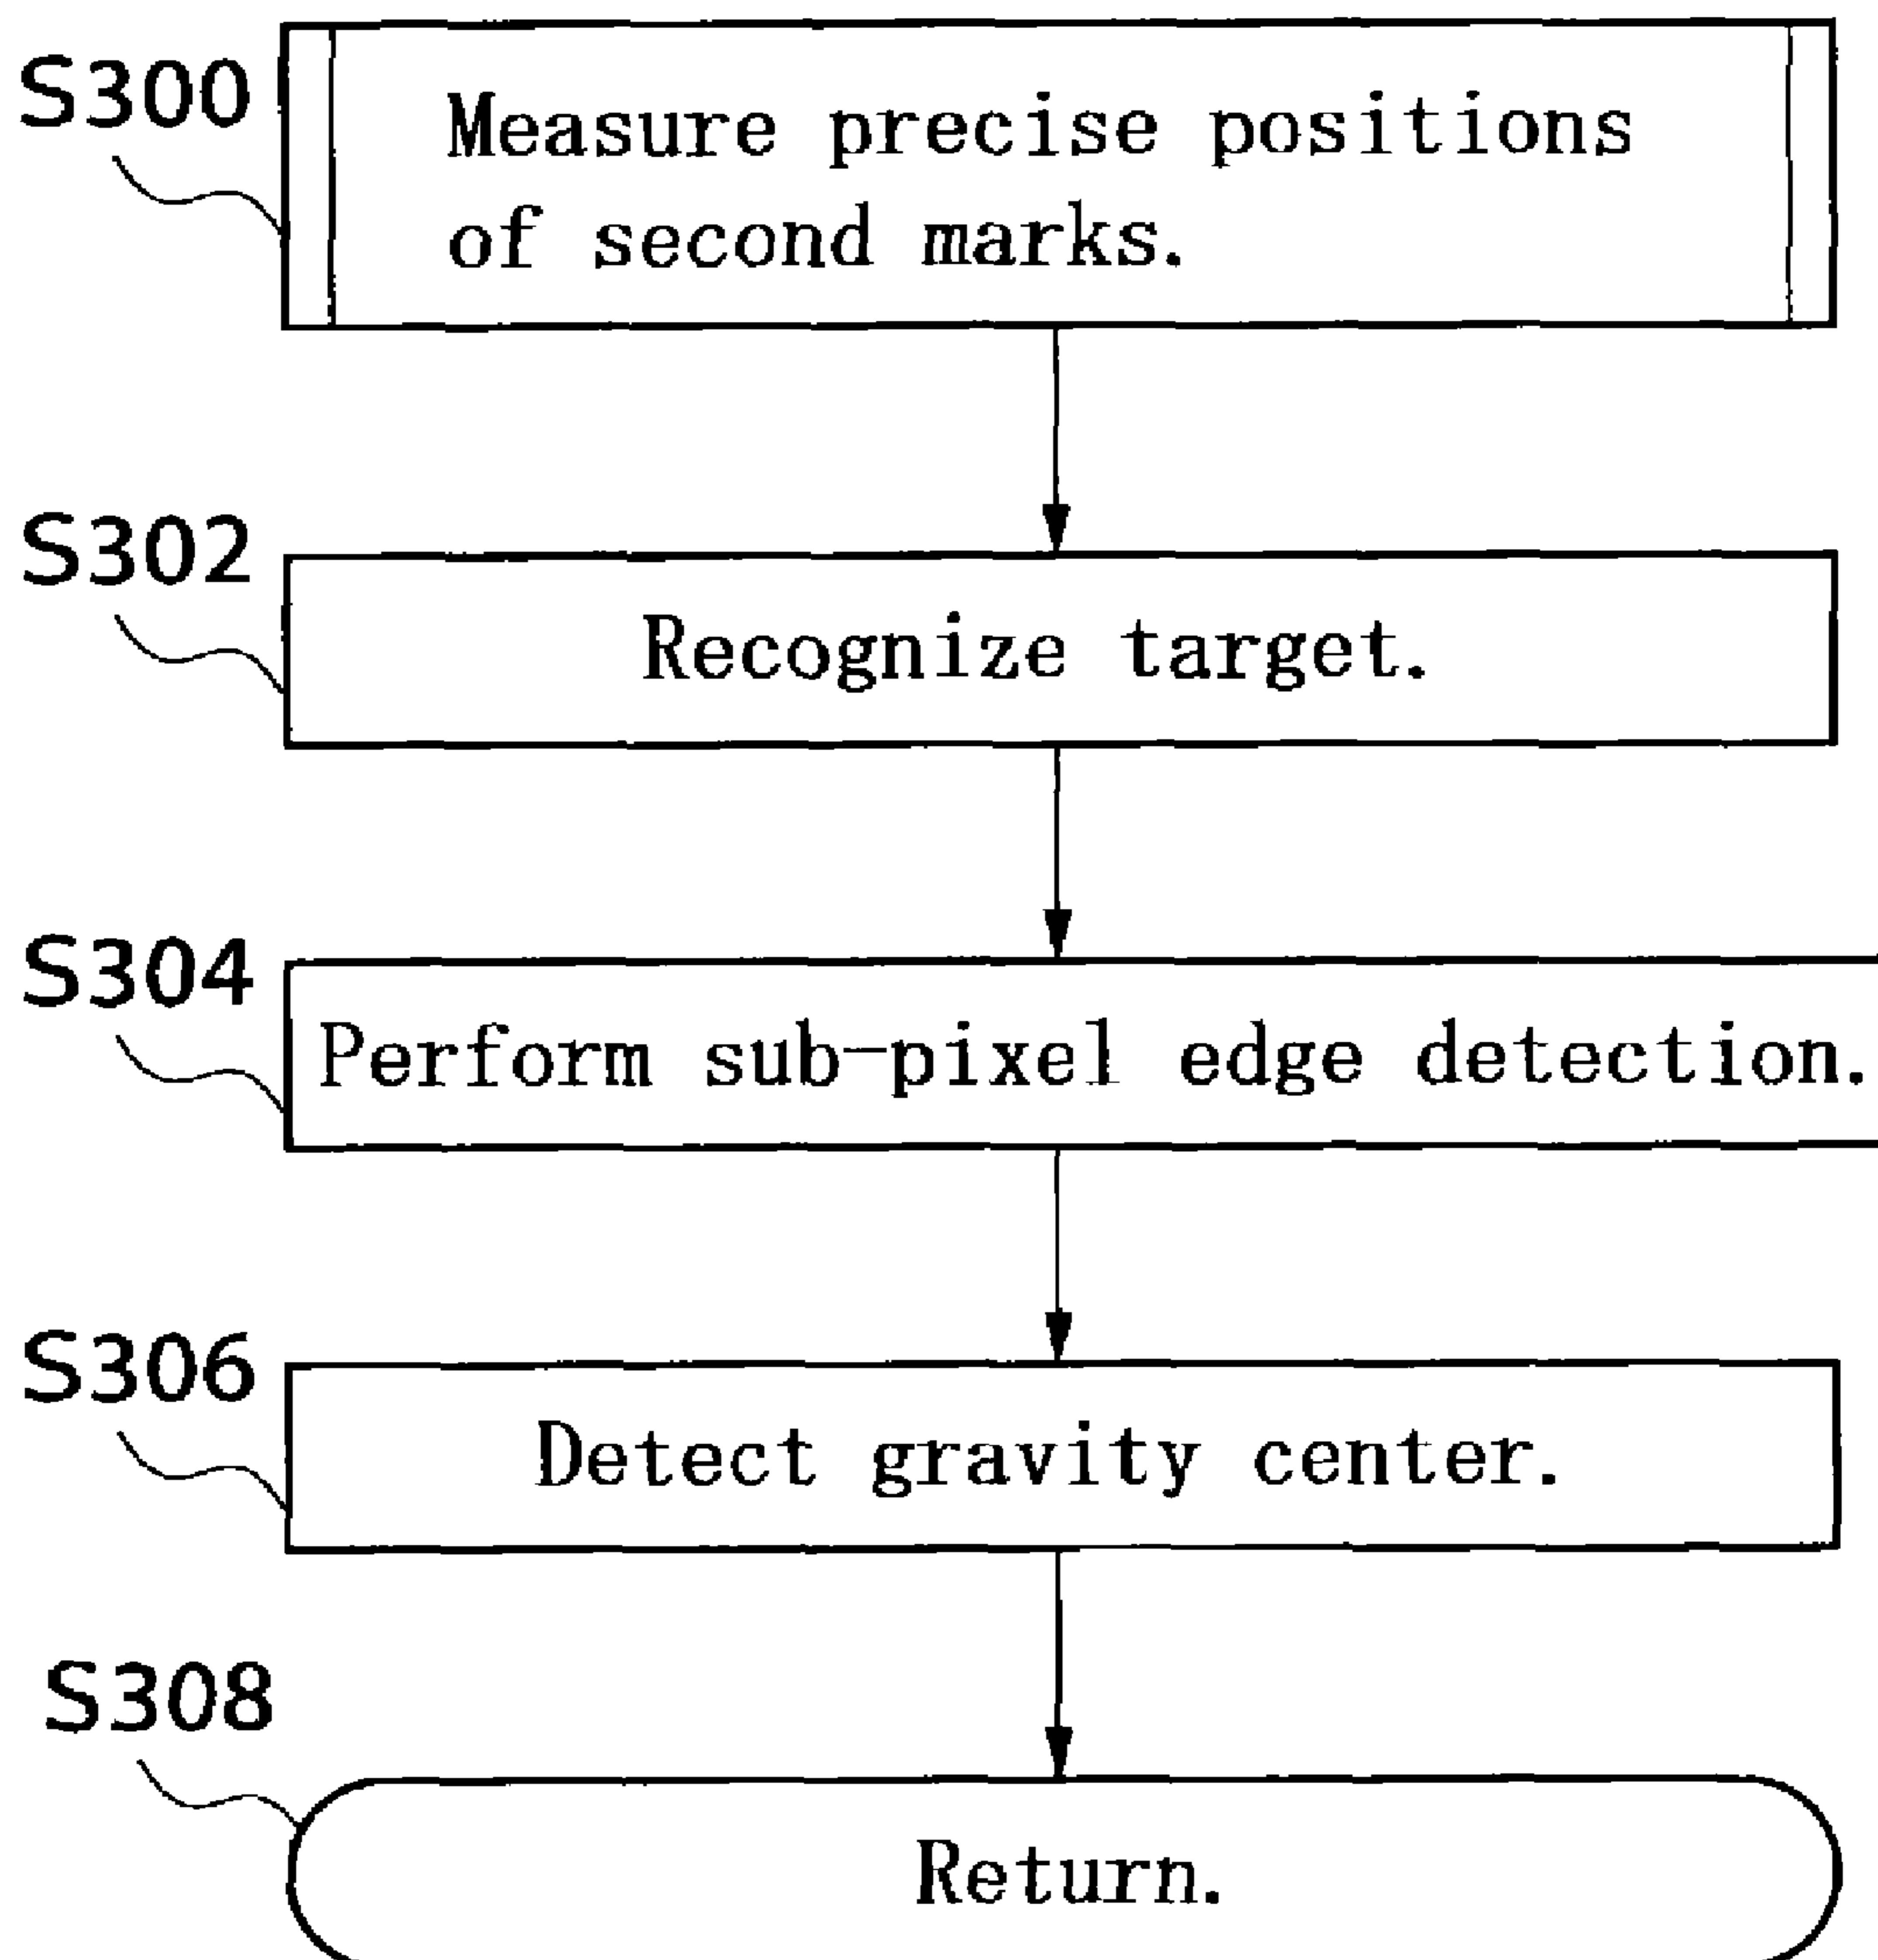 S300
Measure precise positions
of second marks.
S302
Recognize target.
S304
Perform sub-pixel edge detection.
S306
Detect gravity center.
S308
Return.